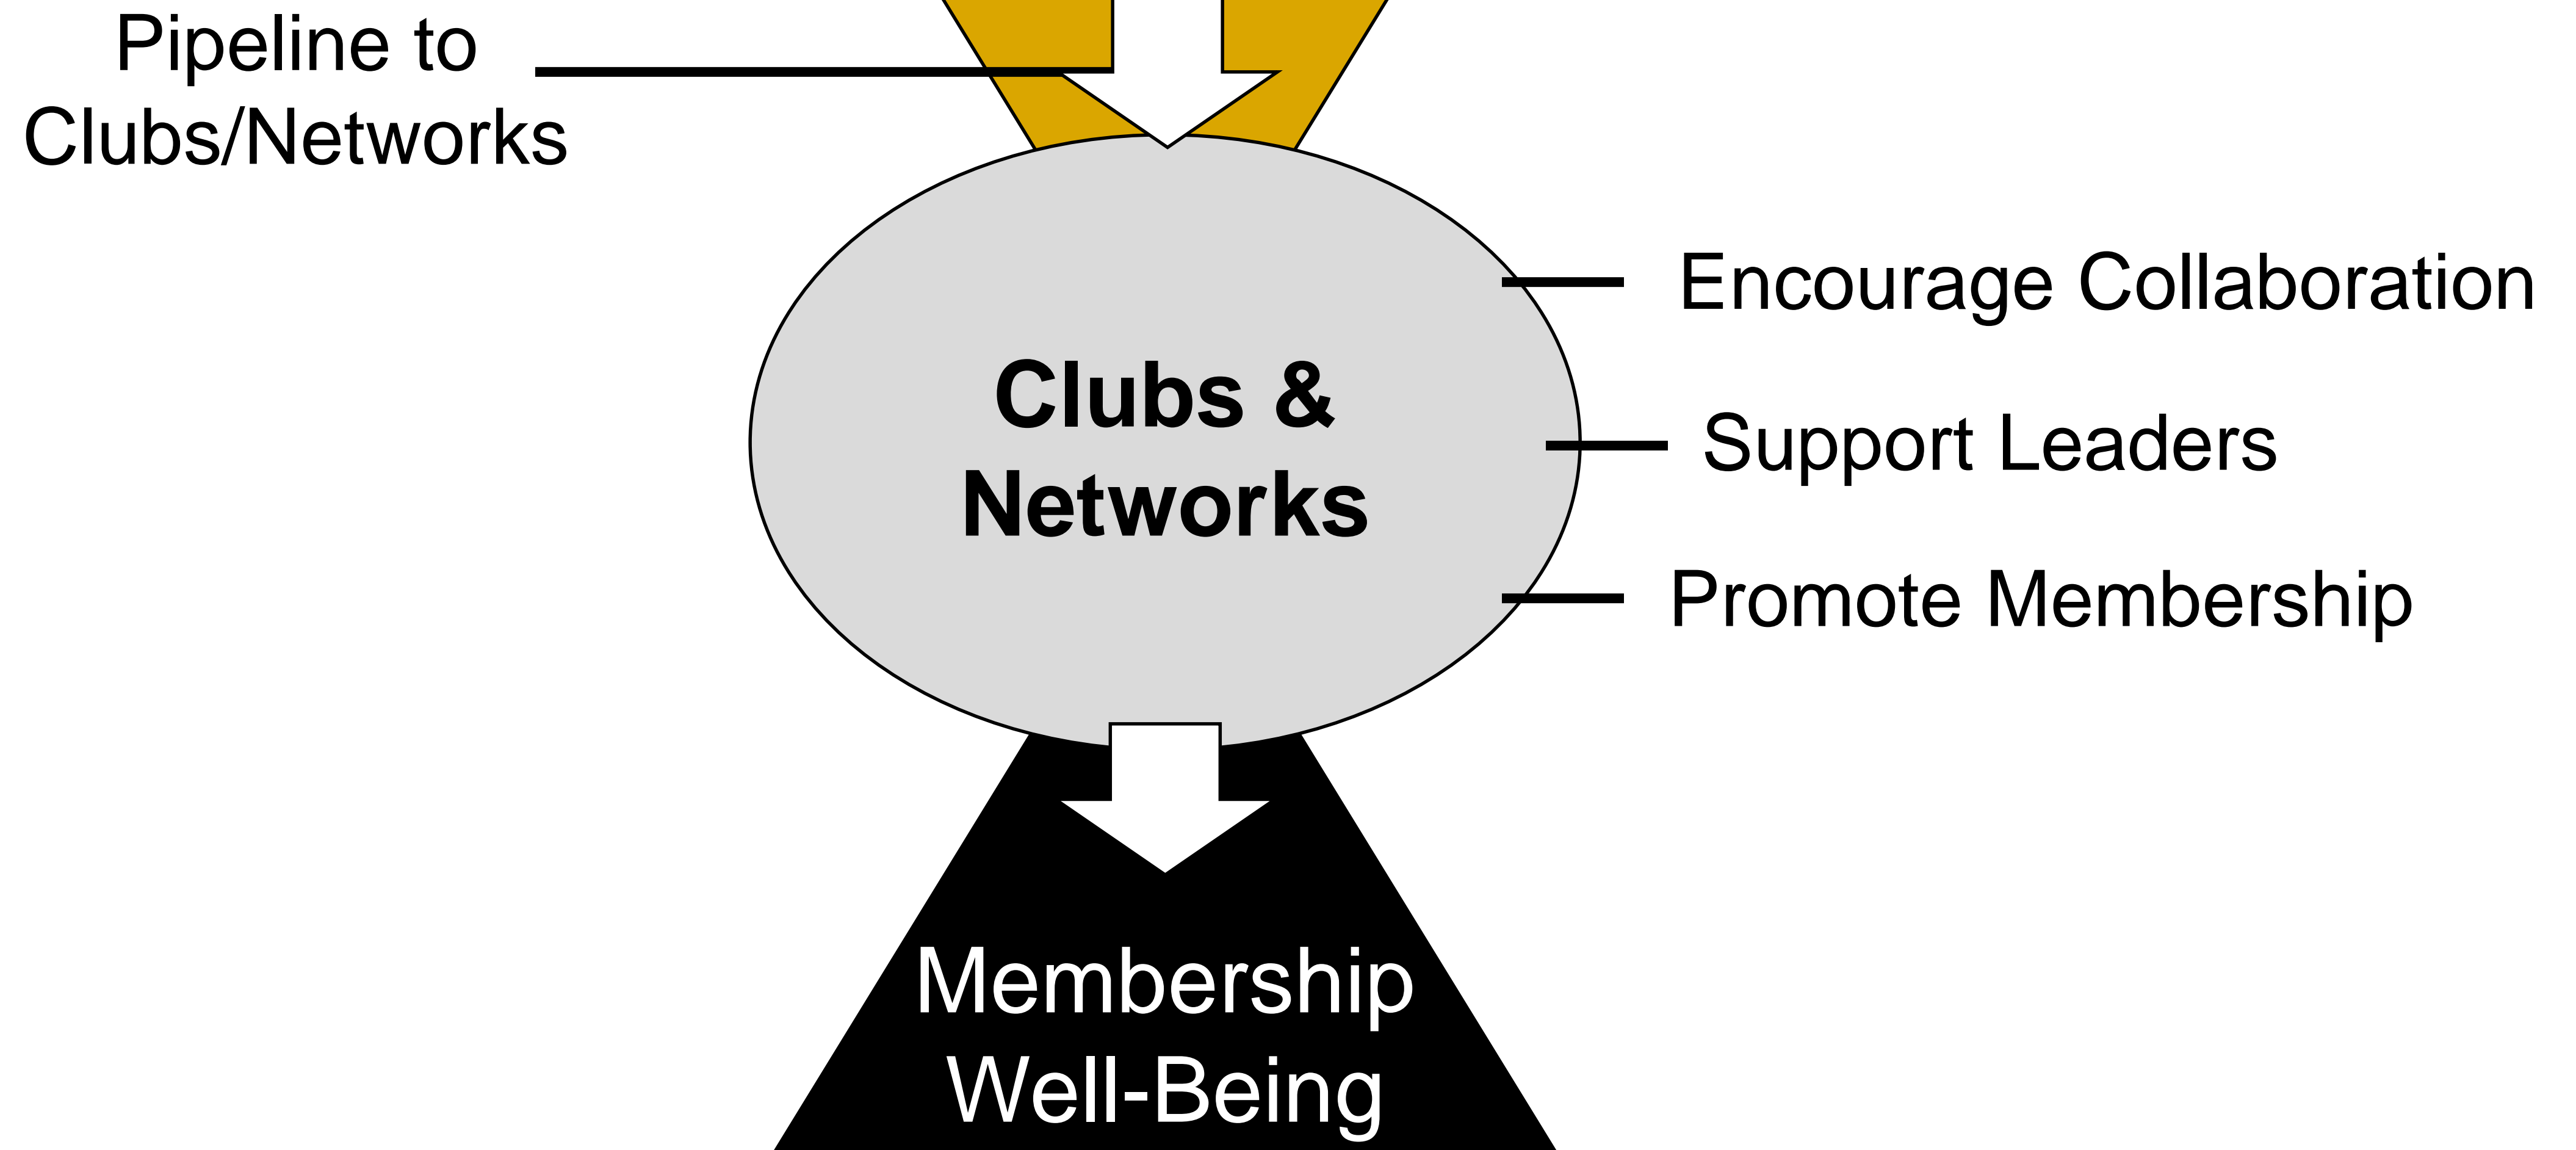 Pipeline to
Clubs/Networks
Encourage Collaboration
Clubs &
Networks
Support Leaders
Promote Membership
Membership
Well-Being